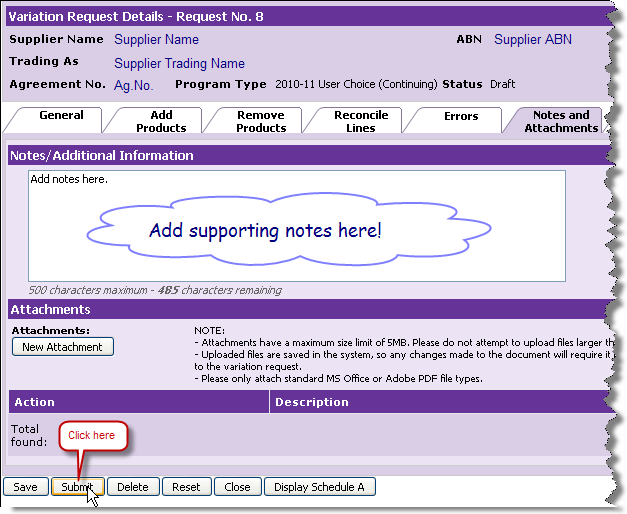 Variation Request Details - Request No. 8
Supplier Name Supplier Name ABN Supplier ABN
Trading As Supplier Trading Name
Agreement No. Ag.No. Program Type 2010-11 User Choice (Continuing) Status Draft
General
Add Products
Remove Products
Reconcile Lines
Errors
Notes and Attachments
Notes/Additional Information
Add notes here.
Add supporting notes here!
500 characters maximum - 485 characters remaining
Attachments
Attachments:
New Attachment
NOTE:
- Attachments have a maximum size limit of 5MB. Please do not attempt to upload files larger
- Uploaded files are saved in the system, so any changes made to the document will require it
to the variation request.
- Please only attach standard MS Office or Adobe PDF file types.
Action Description
Total
found:
Click here
Save Submit Delete Reset Close Display Schedule A